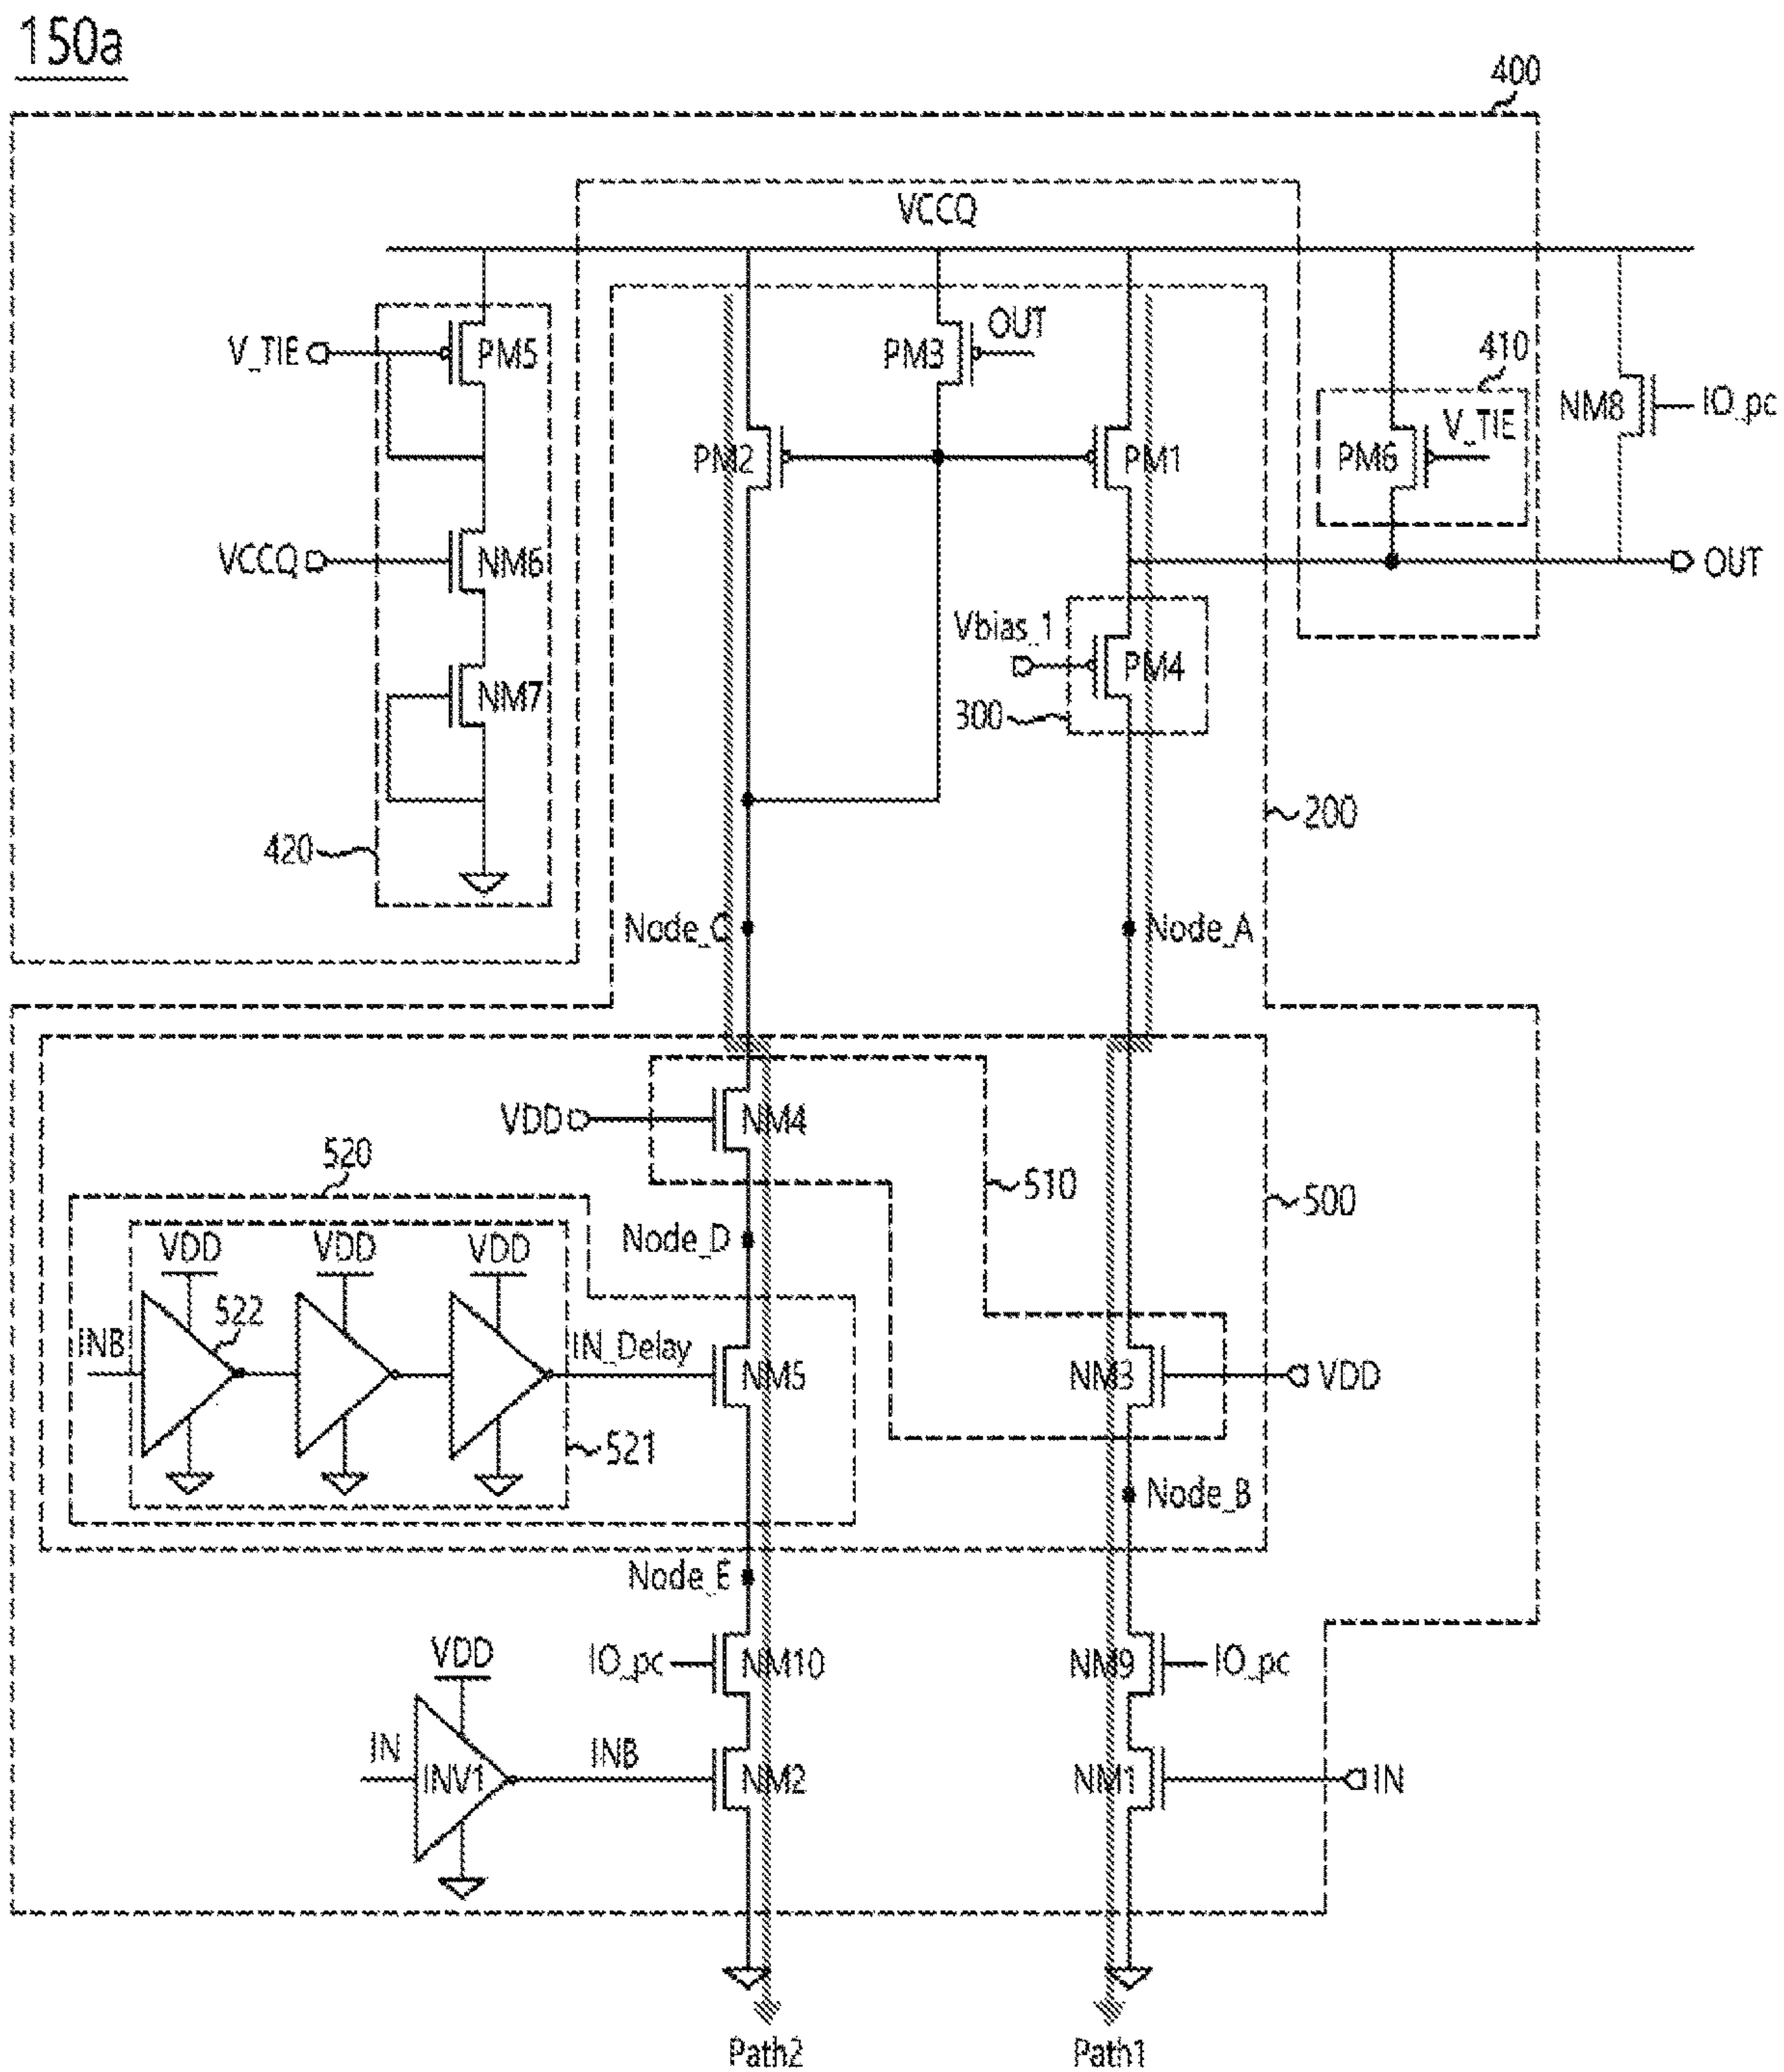 150a
400
VCCQ
V_TIE
PM5
PM3
OUT
410
V_TIE
NM8
IO_pc
PM2
PM1
PM6
VCCQ
NM6
OUT
Vbias_1
PM4
NM7
300
200
420
Node_C
Node_A
VDD
NM4
520
510
500
Node_D
VDD
VDD
VDD
522
INB
IN_Delay
NM5
NM3
VDD
521
Node_B
Node_E
VDD
IO_pc
NM10
NM9
IO_pc
IN
INV1
INB
NM2
NM1
IN
Path2
Path1